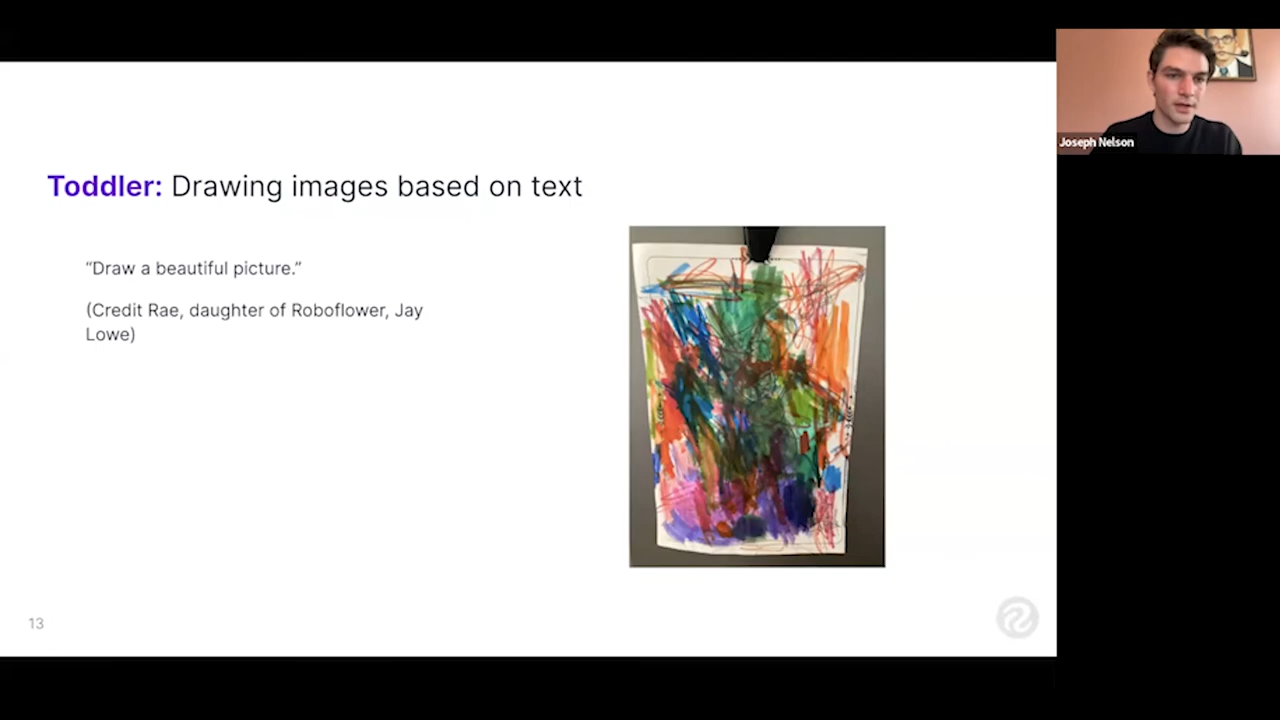 Toddler: Drawing images based on text
“Draw a beautiful picture.”
(Credit Rae, daughter of Roboflower, Jay
Lowe)
13
Joseph Nelson